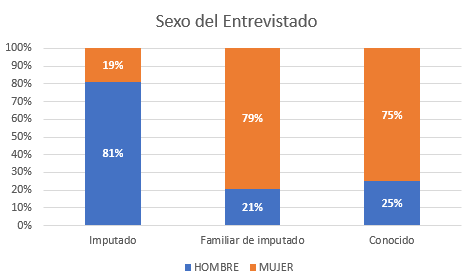 Sexo del Entrevistado
100%
90%
80%
70%
60%
50%
40%
30%
20%
10%
0%
19%
81%
79%
21%
75%
25%
Imputado
Familiar de imputado
Conocido
HOMBRE
MUJER